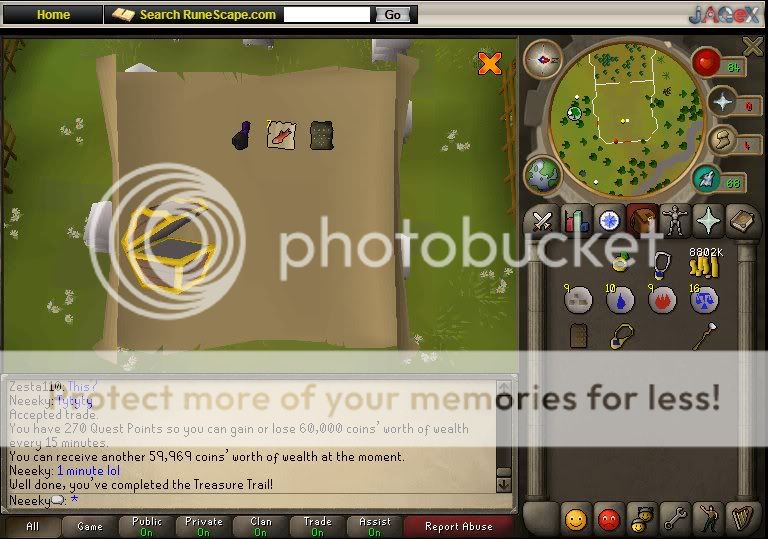 Home
Search RuneScape.com
Go
JAGeX
84
68
8802k
9 10 9 16
photobucket
Protect more of your memories for less!
Zesta110: This?
Neeeky: Tytyty
Accepted trade.
You have 270 Quest Points so you can gain or lose 60,000 coins' worth of wealth
every 15 minutes.
You can receive another 59,969 coins' worth of wealth at the moment.
Neeeky: 1 minute lol
Well done, you've completed the Treasure Trail!
Neeeky: *
All
Game
Public
On
Private
On
Clan
On
Trade
On
Assist
On
Report Abuse